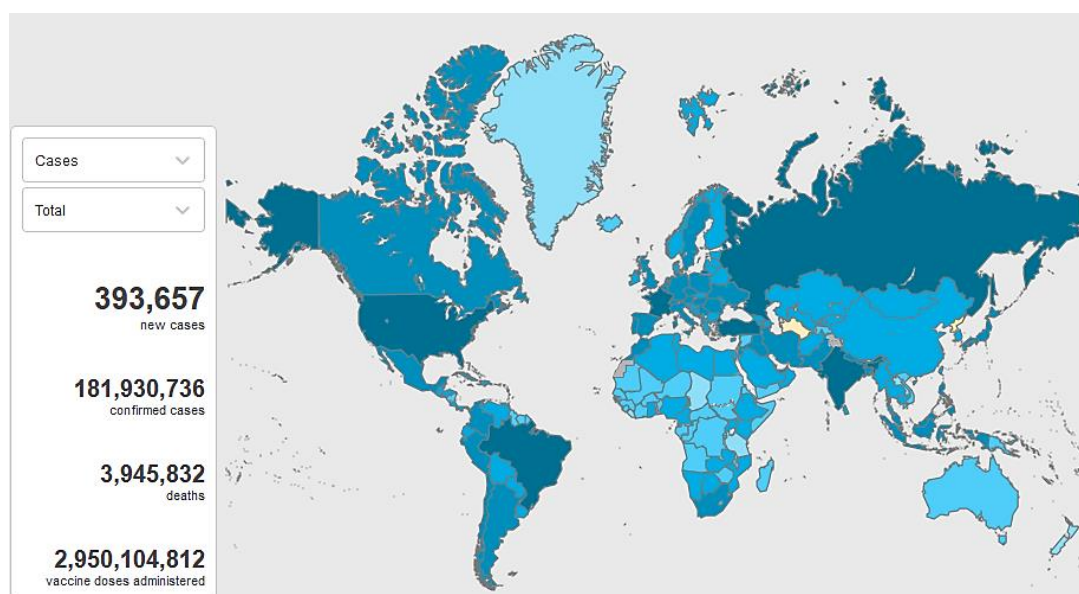 Cases
Total
393,657
new cases
181,930,736
confirmed cases
3,945,832
deaths
2,950,104,812
vaccine doses administered